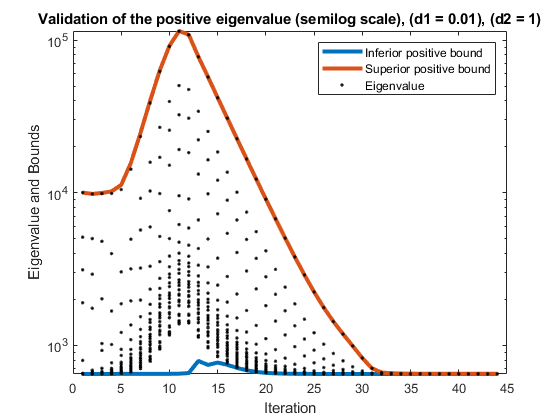 Validation of the positive eigenvalue (semilog scale), (d1 = 0.01), (d2 = 1)
Inferior positive bound
Superior positive bound
Eigenvalue
Eigenvalue and Bounds
10^5
10^4
10^3
0 5 10 15 20 25 30 35 40 45
Iteration